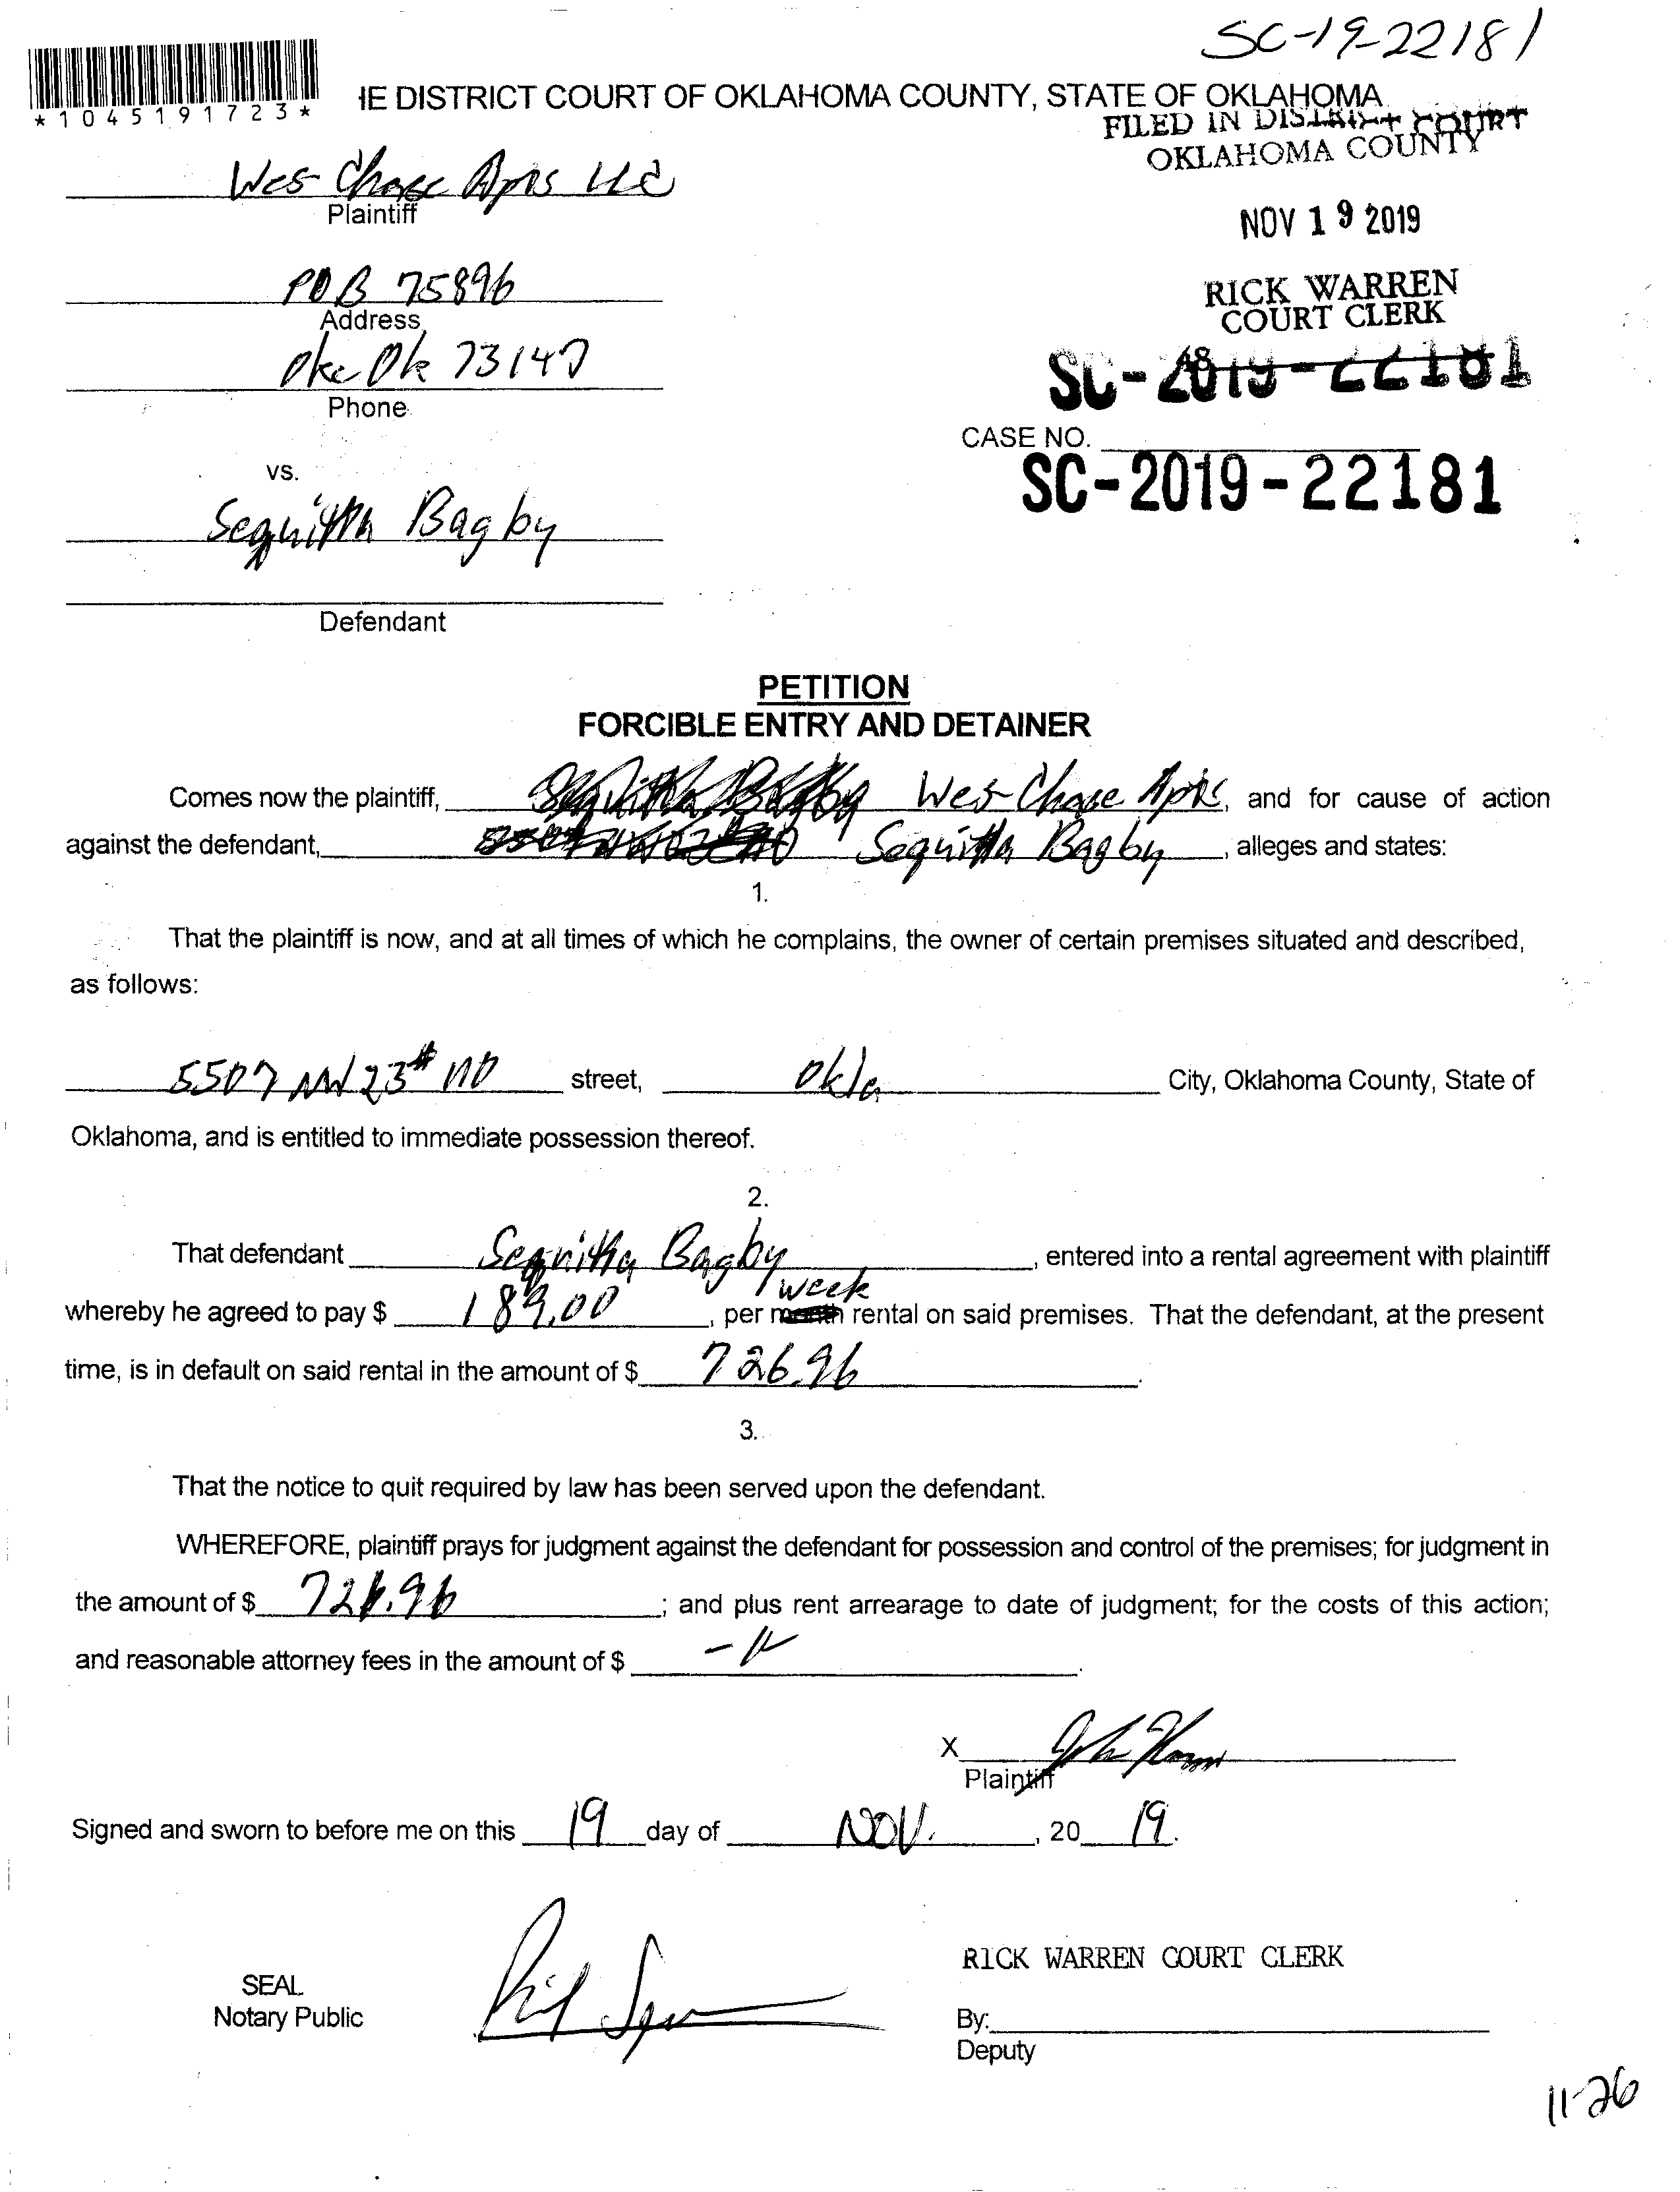 SC-19-22181
*1045191723*
IE DISTRICT COURT OF OKLAHOMA COUNTY, STATE OF OKLAHOMA
FILED IN DISTRICT COURT
OKLAHOMA COUNTY
Wes Chase Apts LLC
Plaintiff
NOV 19 2019
POB 75896
Address
RICK WARREN
COURT CLERK
Okc Ok 73147
Phone
48
SC-2019-22181
CASE NO.
SC-2019-22181
vs.
Sequitta Bagby
Defendant
PETITION
FORCIBLE ENTRY AND DETAINER
Comes now the plaintiff, Wes Chase Apts, and for cause of action
against the defendant, Sequitta Bagby, alleges and states:
1.
That the plaintiff is now, and at all times of which he complains, the owner of certain premises situated and described,
as follows:
5507 NW 23 # 110 street, Okla City, Oklahoma County, State of
Oklahoma, and is entitled to immediate possession thereof.
2.
That defendant Sequitta Bagby, entered into a rental agreement with plaintiff
week
whereby he agreed to pay $ 189.00, per month rental on said premises. That the defendant, at the present
time, is in default on said rental in the amount of $ 726.96.
3.
That the notice to quit required by law has been served upon the defendant.
WHEREFORE, plaintiff prays for judgment against the defendant for possession and control of the premises; for judgment in
the amount of $ 726.96; and plus rent arrearage to date of judgment; for the costs of this action;
and reasonable attorney fees in the amount of $
X
Plaintiff
Signed and sworn to before me on this 19 day of NOV., 20 19.
RICK WARREN COURT CLERK
SEAL
Notary Public
By:
Deputy
11-26